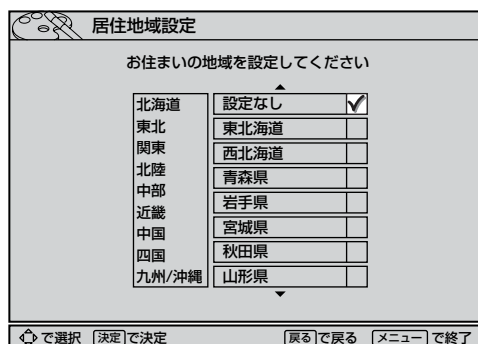 居住地域設定
お住まいの地域を設定してください
北海道
東北
関東
北陸
中部
近畿
中国
四国
九州/沖縄
設定なし
東北海道
西北海道
青森県
岩手県
宮城県
秋田県
山形県
で選択 決定で決定 戻るで戻る メニューで終了